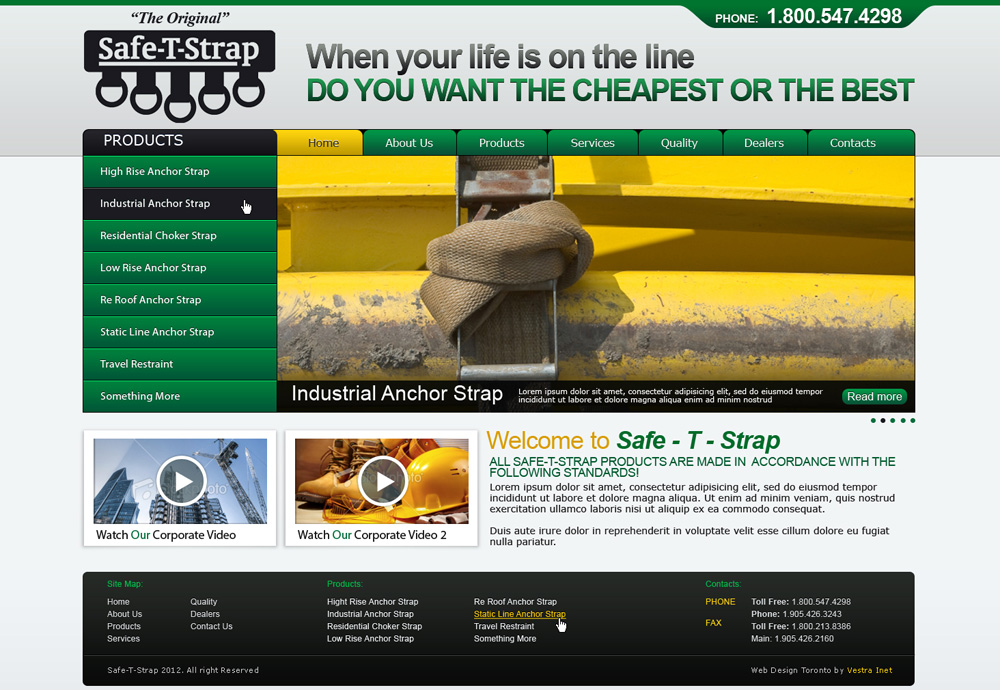 “The Original”
Safe-T-Strap
PHONE: 1.800.547.4298
When your life is on the line
DO YOU WANT THE CHEAPEST OR THE BEST
PRODUCTS
Home
About Us
Products
Services
Quality
Dealers
Contacts
High Rise Anchor Strap
Industrial Anchor Strap
Residential Choker Strap
Low Rise Anchor Strap
Re Roof Anchor Strap
Static Line Anchor Strap
Travel Restraint
Something More
Industrial Anchor Strap
Lorem ipsum dolor sit amet, consectetur adipisicing elit, sed do eiusmod tempor
incididunt ut labore et dolore magna aliqua enim ad minim nostrud
Read more
Watch Our Corporate Video
Watch Our Corporate Video 2
Welcome to Safe - T - Strap
ALL SAFE-T-STRAP PRODUCTS ARE MADE IN ACCORDANCE WITH THE
FOLLOWING STANDARDS!
Lorem ipsum dolor sit amet, consectetur adipisicing elit, sed do eiusmod tempor
incididunt ut labore et dolore magna aliqua. Ut enim ad minim veniam, quis nostrud
exercitation ullamco laboris nisi ut aliquip ex ea commodo consequat.
Duis aute irure dolor in reprehenderit in voluptate velit esse cillum dolore eu fugiat
nulla pariatur.
Site Map:
Home
About Us
Products
Services
Quality
Dealers
Contact Us
Products:
Hight Rise Anchor Strap
Industrial Anchor Strap
Residential Choker Strap
Low Rise Anchor Strap
Re Roof Anchor Strap
Static Line Anchor Strap
Travel Restraint
Something More
Contacts:
PHONE
FAX
Toll Free: 1.800.547.4298
Phone: 1.905.426.3243
Toll Free: 1.800.213.8386
Main: 1.905.426.2160
Safe-T-Strap 2012. All right Reserved
Web Design Toronto by Vestra Inet